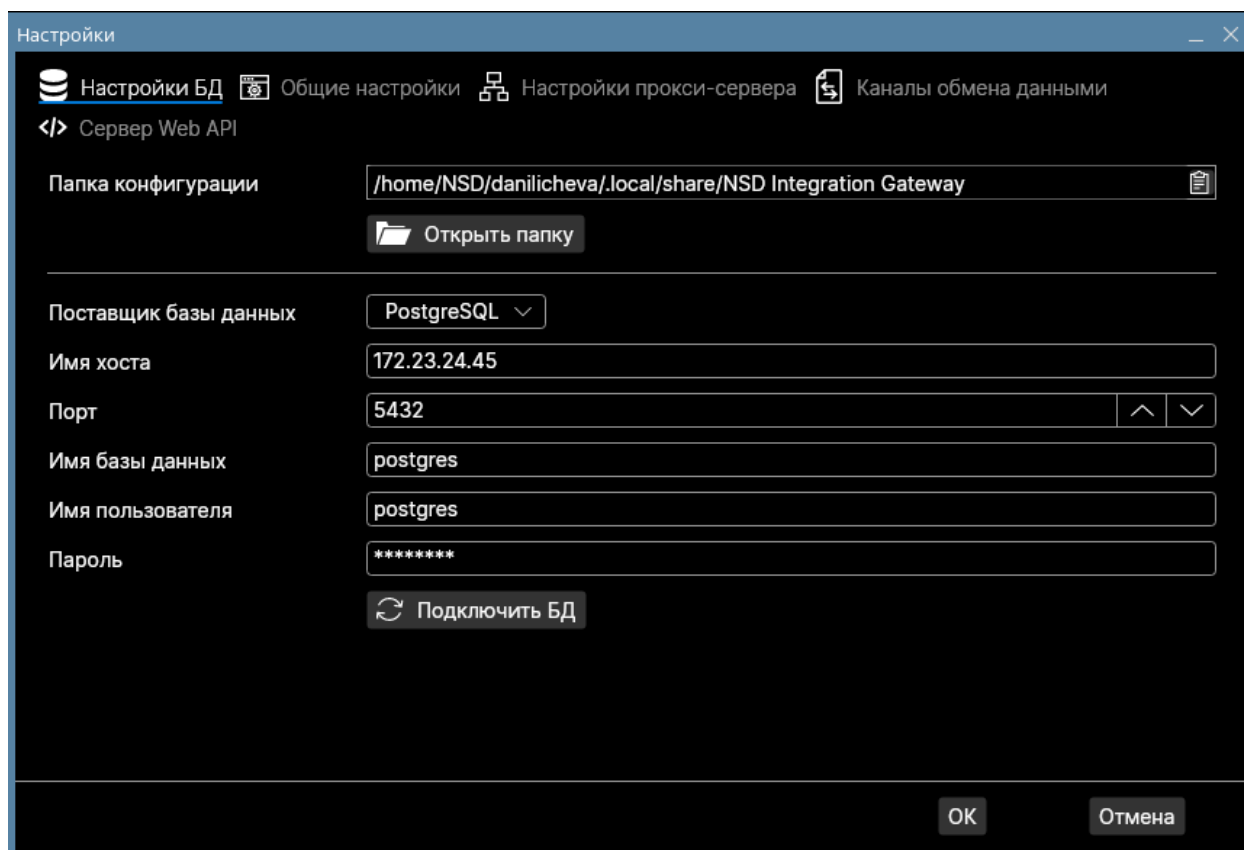 Настройки
Настройки БД Общие настройки Настройки прокси-сервера Каналы обмена данными
</> Сервер Web API
Папка конфигурации /home/NSD/danilicheva/.local/share/NSD Integration Gateway
Открыть папку
Поставщик базы данных PostgreSQL
Имя хоста 172.23.24.45
Порт 5432
Имя базы данных postgres
Имя пользователя postgres
Пароль ********
Подключить БД
OK Отмена